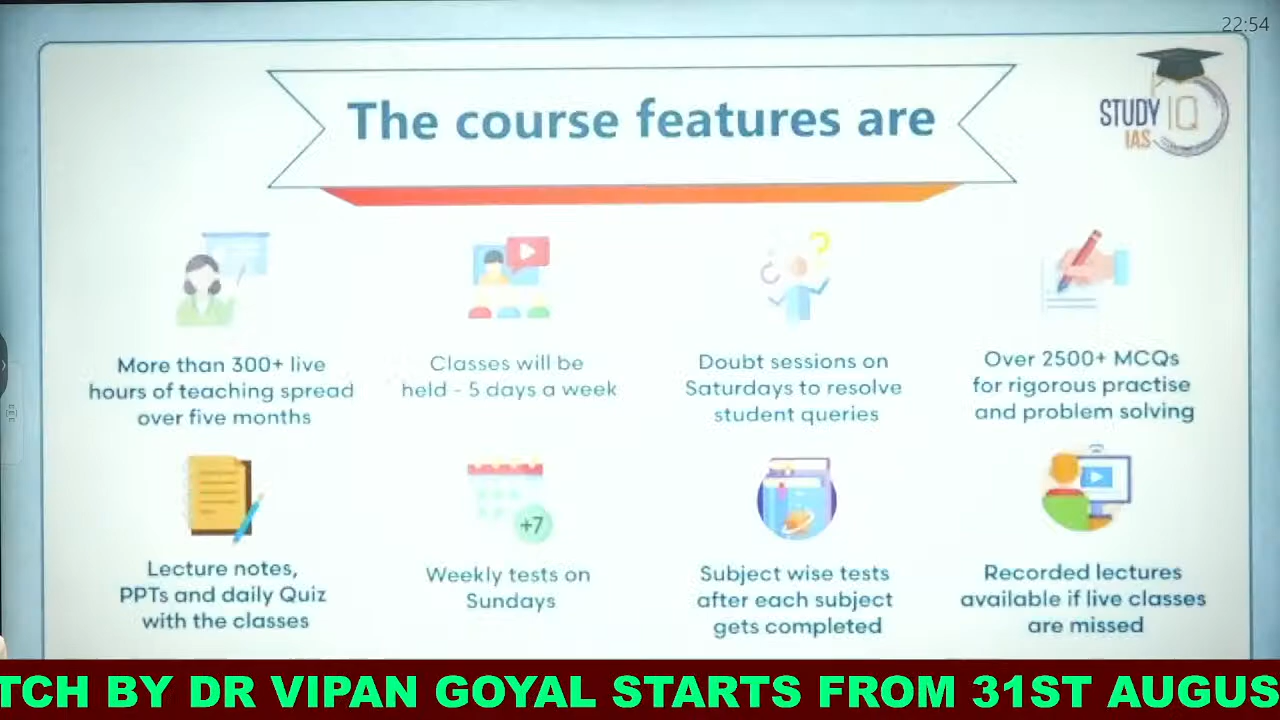 22:54
The course features are
STUDY IQ
IAS
More than 300+ live
hours of teaching spread
over five months
Classes will be
held - 5 days a week
Doubt sessions on
Saturdays to resolve
student queries
Over 2500+ MCQs
for rigorous practise
and problem solving
+7
Lecture notes,
PPTs and daily Quiz
with the classes
Weekly tests on
Sundays
Subject wise tests
after each subject
gets completed
Recorded lectures
available if live classes
are missed
TCH BY DR VIPAN GOYAL STARTS FROM 31ST AUGUS